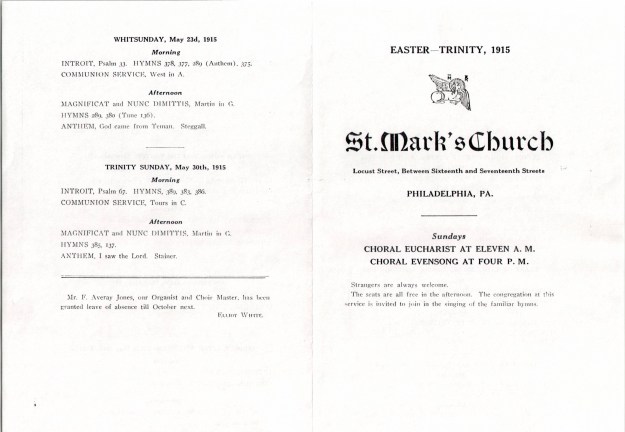 WHITSUNDAY, May 23d, 1915
Morning
INTROIT, Psalm 33. HYMNS 378, 377, 289 (Anthem), 375.
COMMUNION SERVICE, West in A.
Afternoon
MAGNIFICAT and NUNC DIMITTIS, Martin in G.
HYMNS 289, 380 (Tune 136).
ANTHEM, God came from Teman. Steggall.
TRINITY SUNDAY, May 30th, 1915
Morning
INTROIT, Psalm 67. HYMNS, 389, 383, 386.
COMMUNION SERVICE, Tours in C.
Afternoon
MAGNIFICAT and NUNC DIMITTIS, Martin in G.
HYMNS 385, 137.
ANTHEM, I saw the Lord. Stainer.
Mr. F. Averay Jones, our Organist and Choir Master, has been
granted leave of absence till October next.
ELLIOT WHITE.
EASTER—TRINITY, 1915
St. Mark's Church
Locust Street, Between Sixteenth and Seventeenth Streets
PHILADELPHIA, PA.
Sundays
CHORAL EUCHARIST AT ELEVEN A. M.
CHORAL EVENSONG AT FOUR P. M.
Strangers are always welcome.
The seats are all free in the afternoon. The congregation at this
service is invited to join in the singing of the familiar hymns.